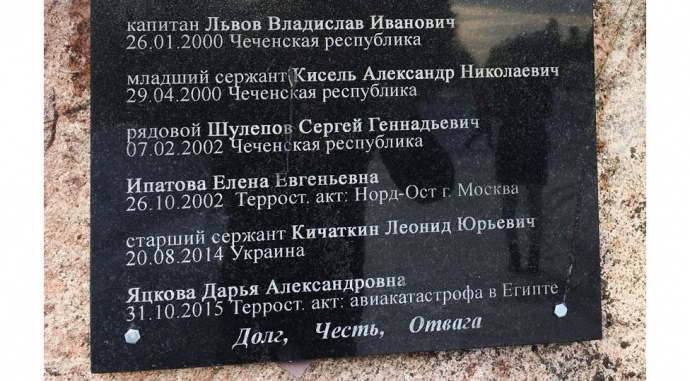 капитан Львов Владислав Иванович
26.01.2000 Чеченская республика
младший сержант Кисель Александр Николаевич
29.04.2000 Чеченская республика
рядовой Шулепов Сергей Геннадьевич
07.02.2002 Чеченская республика
Ипатова Елена Евгеньевна
26.10.2002 Террост. акт: Норд-Ост г. Москва
старший сержант Кичаткин Леонид Юрьевич
20.08.2014 Украина
Яцкова Дарья Александровна
31.10.2015 Террост. акт: авиакатастрофа в Египте
Долг, Честь, Отвага